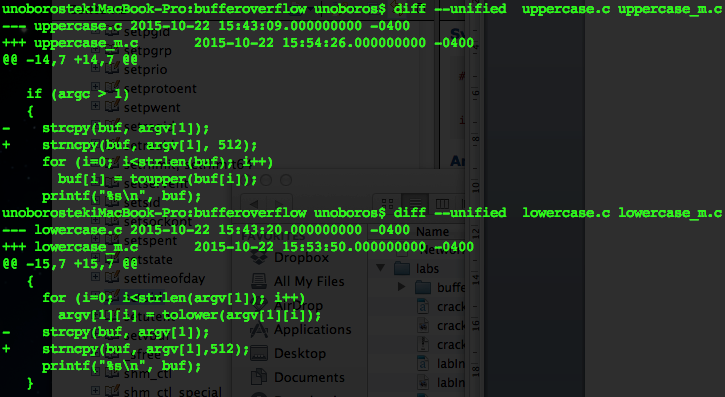 unoborostekiMacBook-Pro:bufferoverflow unoboros$ diff --unified  uppercase.c uppercase_m.c
--- uppercase.c 2015-10-22 15:43:09.000000000 -0400
+++ uppercase_m.c       2015-10-22 15:54:26.000000000 -0400
@@ -14,7 +14,7 @@
   if (argc > 1)
   {
-    strcpy(buf, argv[1]);
+    strncpy(buf, argv[1], 512);
     for (i=0; i<strlen(buf); i++)
       buf[i] = toupper(buf[i]);
     printf("%s\n", buf);
unoborostekiMacBook-Pro:bufferoverflow unoboros$ diff --unified  lowercase.c lowercase_m.c
--- lowercase.c 2015-10-22 15:43:20.000000000 -0400
+++ lowercase_m.c       2015-10-22 15:53:50.000000000 -0400
@@ -15,7 +15,7 @@
   {
     for (i=0; i<strlen(argv[1]); i++)
       argv[1][i] = tolower(argv[1][i]);
-    strcpy(buf, argv[1]);
+    strncpy(buf, argv[1],512);
     printf("%s\n", buf);
   }
setpgid
setpgrp
setprio
setprotoent
setpwent
setsid
setsockopt
setspent
setstate
settimeofday
shm_ctl
shm_ctl_special
Dropbox
All My Files
AirDrop
Applications
Desktop
Documents
Name
labs